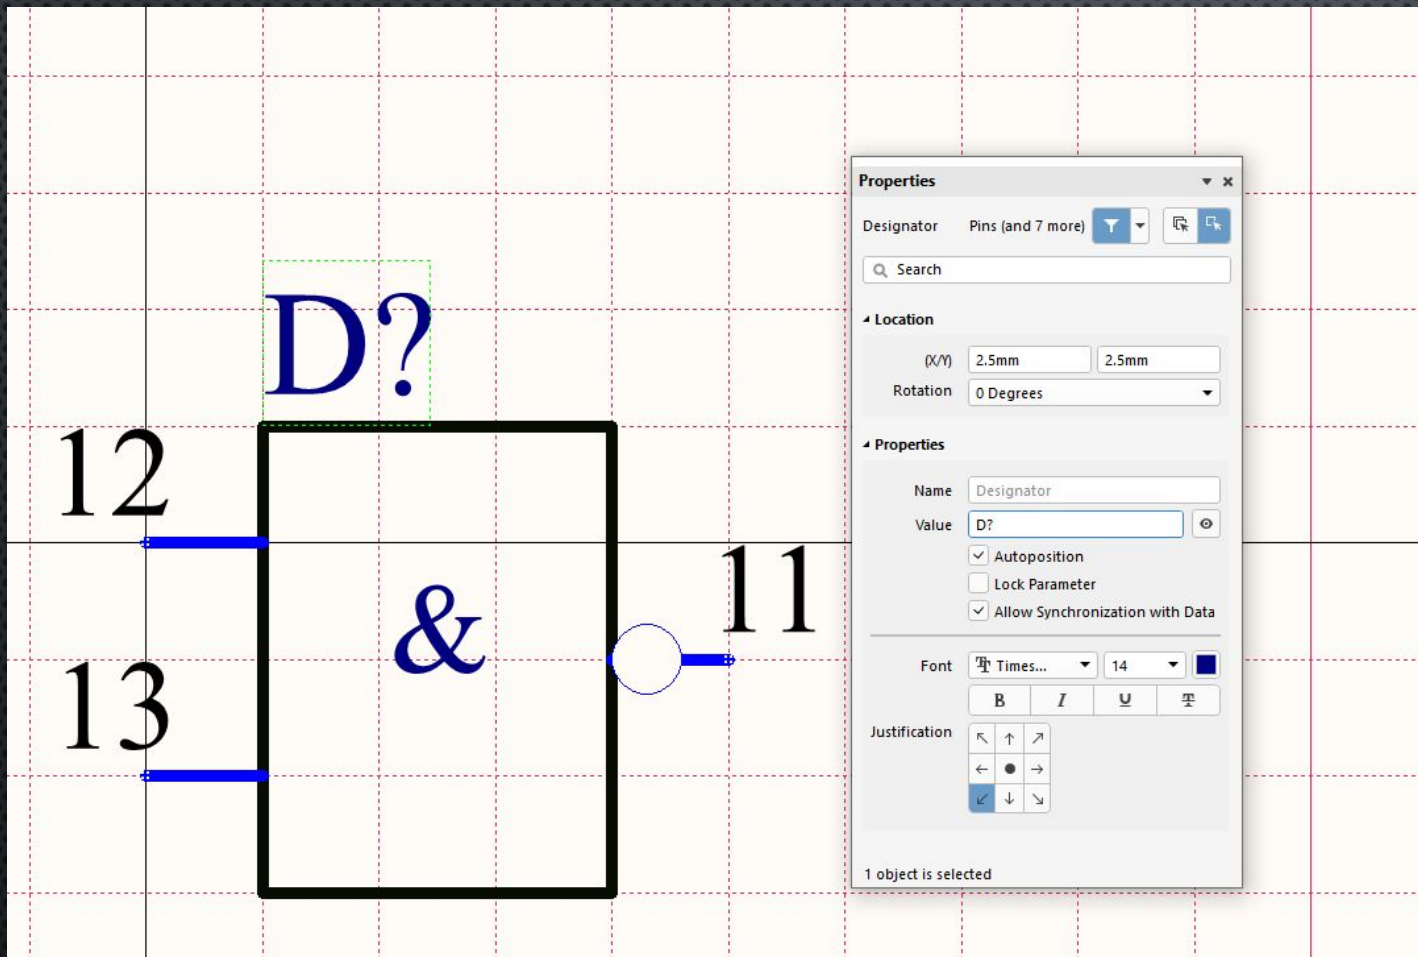 D?
12
13
&
11
Properties
Designator Pins (and 7 more)
Search
Location
(X/Y) 2.5mm 2.5mm
Rotation 0 Degrees
Properties
Name Designator
Value D?
Autoposition
Lock Parameter
Allow Synchronization with Data
Font Times... 14
B I U T
Justification
1 object is selected